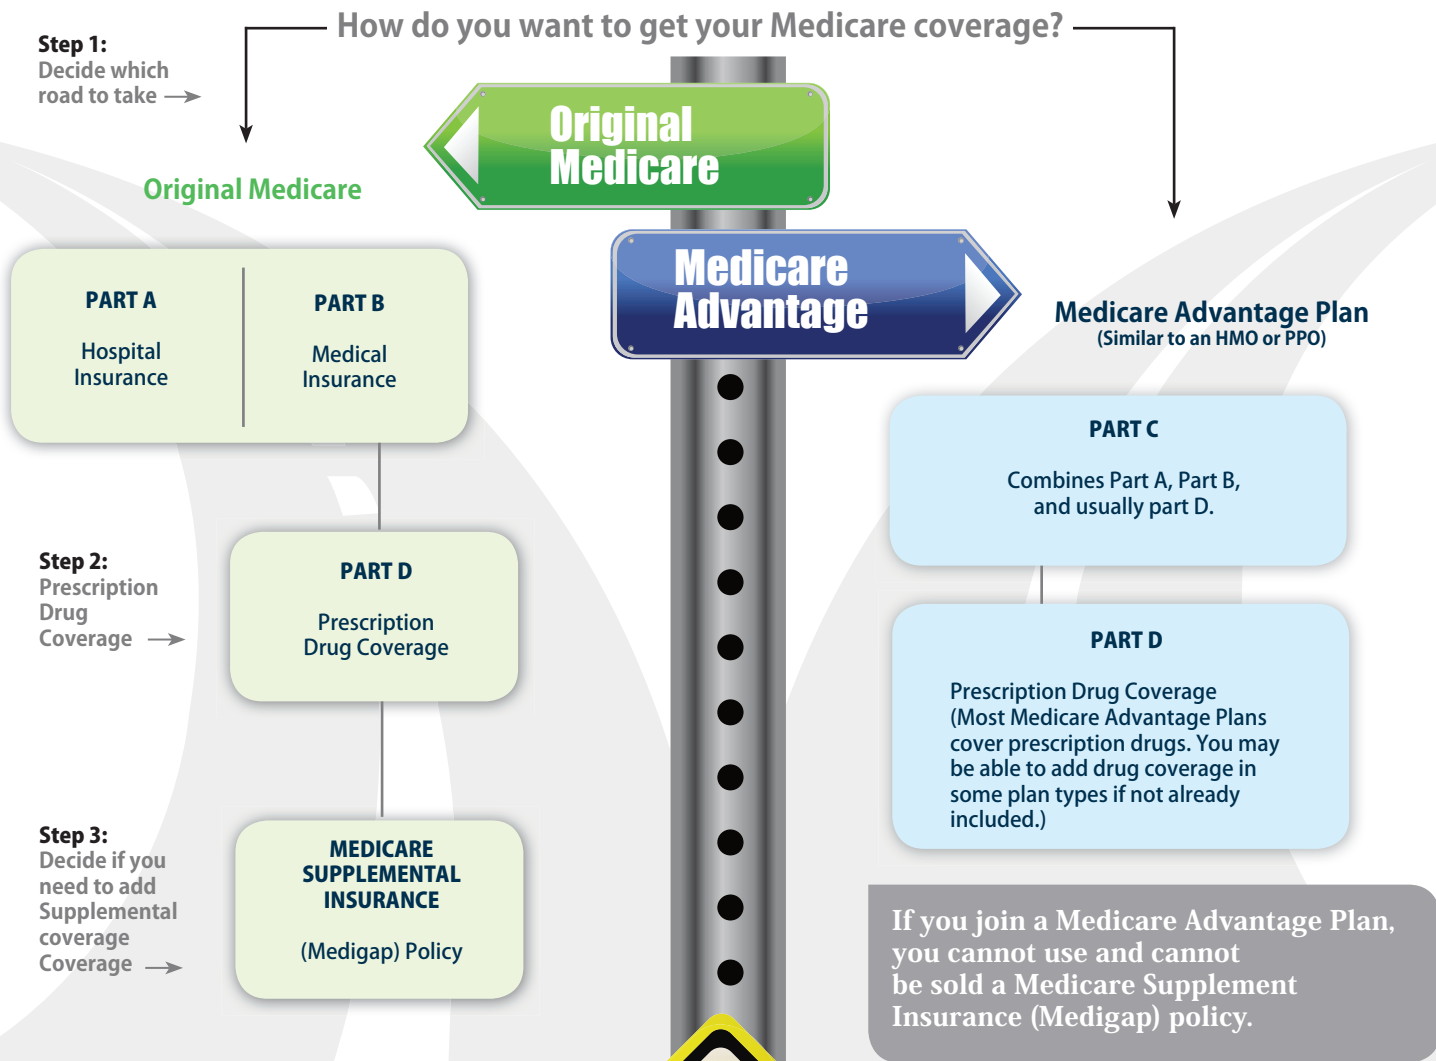 How do you want to get your Medicare coverage?
Step 1:
Decide which
road to take
Original
Medicare
Original Medicare
Medicare
Advantage
PART A
Hospital
Insurance
PART B
Medical
Insurance
Medicare Advantage Plan
(Similar to an HMO or PPO)
PART C
Combines Part A, Part B,
and usually part D.
Step 2:
Prescription
Drug
Coverage
PART D
Prescription
Drug Coverage
PART D
Prescription Drug Coverage
(Most Medicare Advantage Plans
cover prescription drugs. You may
be able to add drug coverage in
some plan types if not already
included.)
Step 3:
Decide if you
need to add
Supplemental
coverage
Coverage
MEDICARE
SUPPLEMENTAL
INSURANCE
(Medigap) Policy
If you join a Medicare Advantage Plan,
you cannot use and cannot
be sold a Medicare Supplement
Insurance (Medigap) policy.